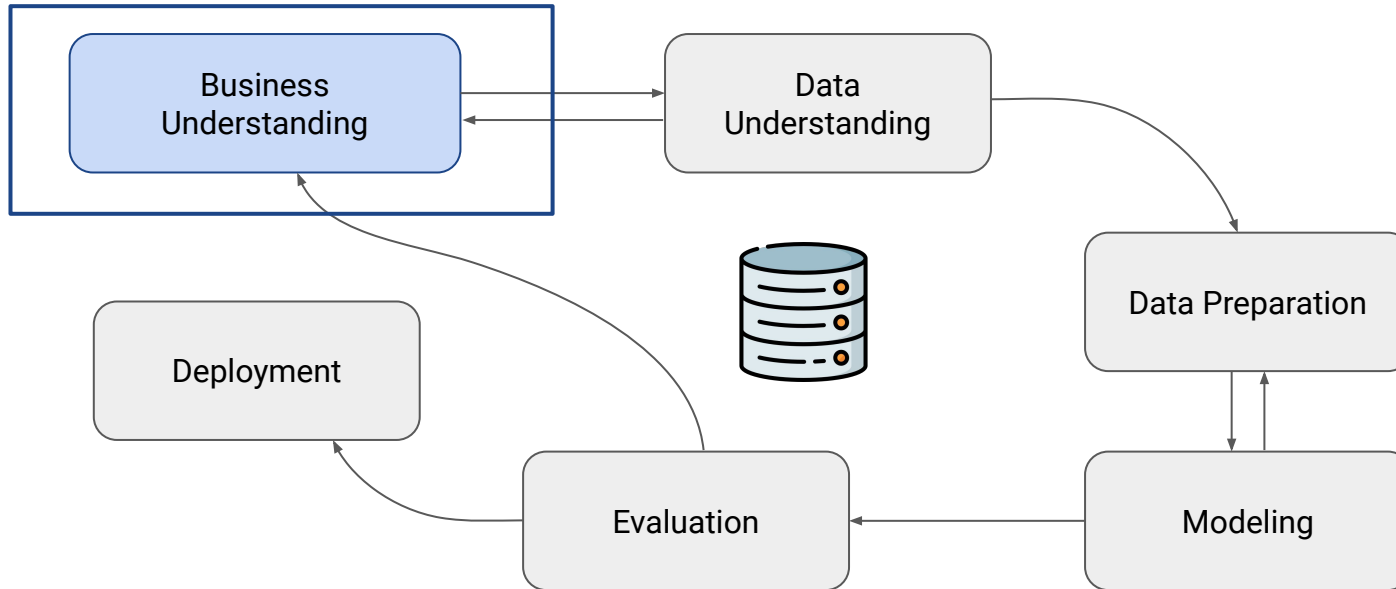 Business
Understanding
Data
Understanding
Data Preparation
Deployment
Evaluation
Modeling